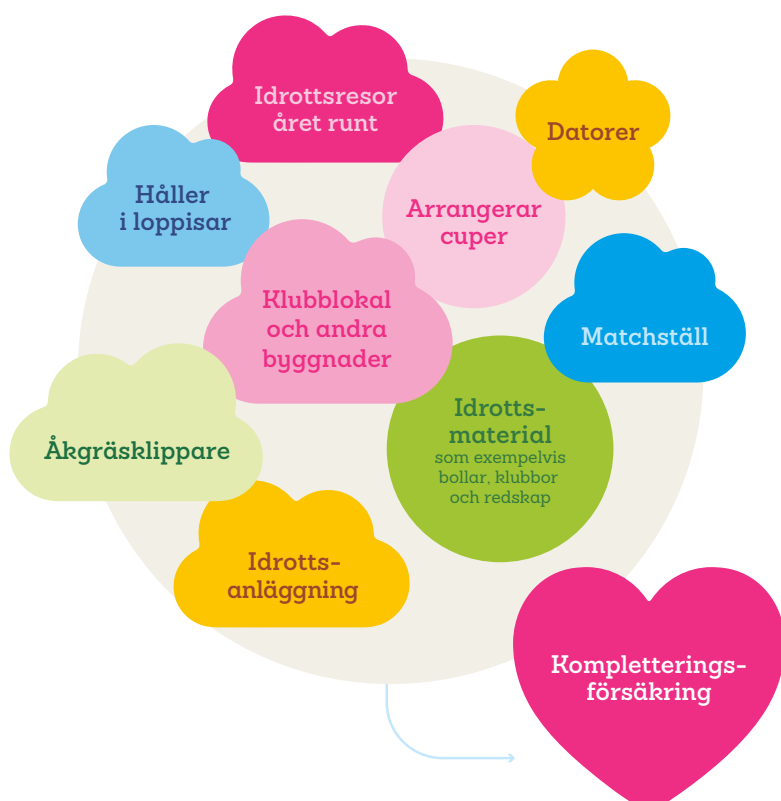 Idrottsresor
året runt
Datorer
Håller
i loppisar
Arrangerar
cuper
Klubblokal
och andra
byggnader
Matchställ
Idrotts-
material
som exempelvis
bollar, klubbor
och redskap
Åkgräsklippare
Idrotts-
anläggning
Kompletterings-
försäkring